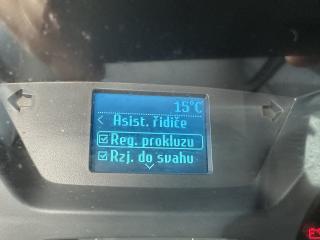 15°C
Asist. řidiče
Reg. prokluzu
Rzj. do svahu